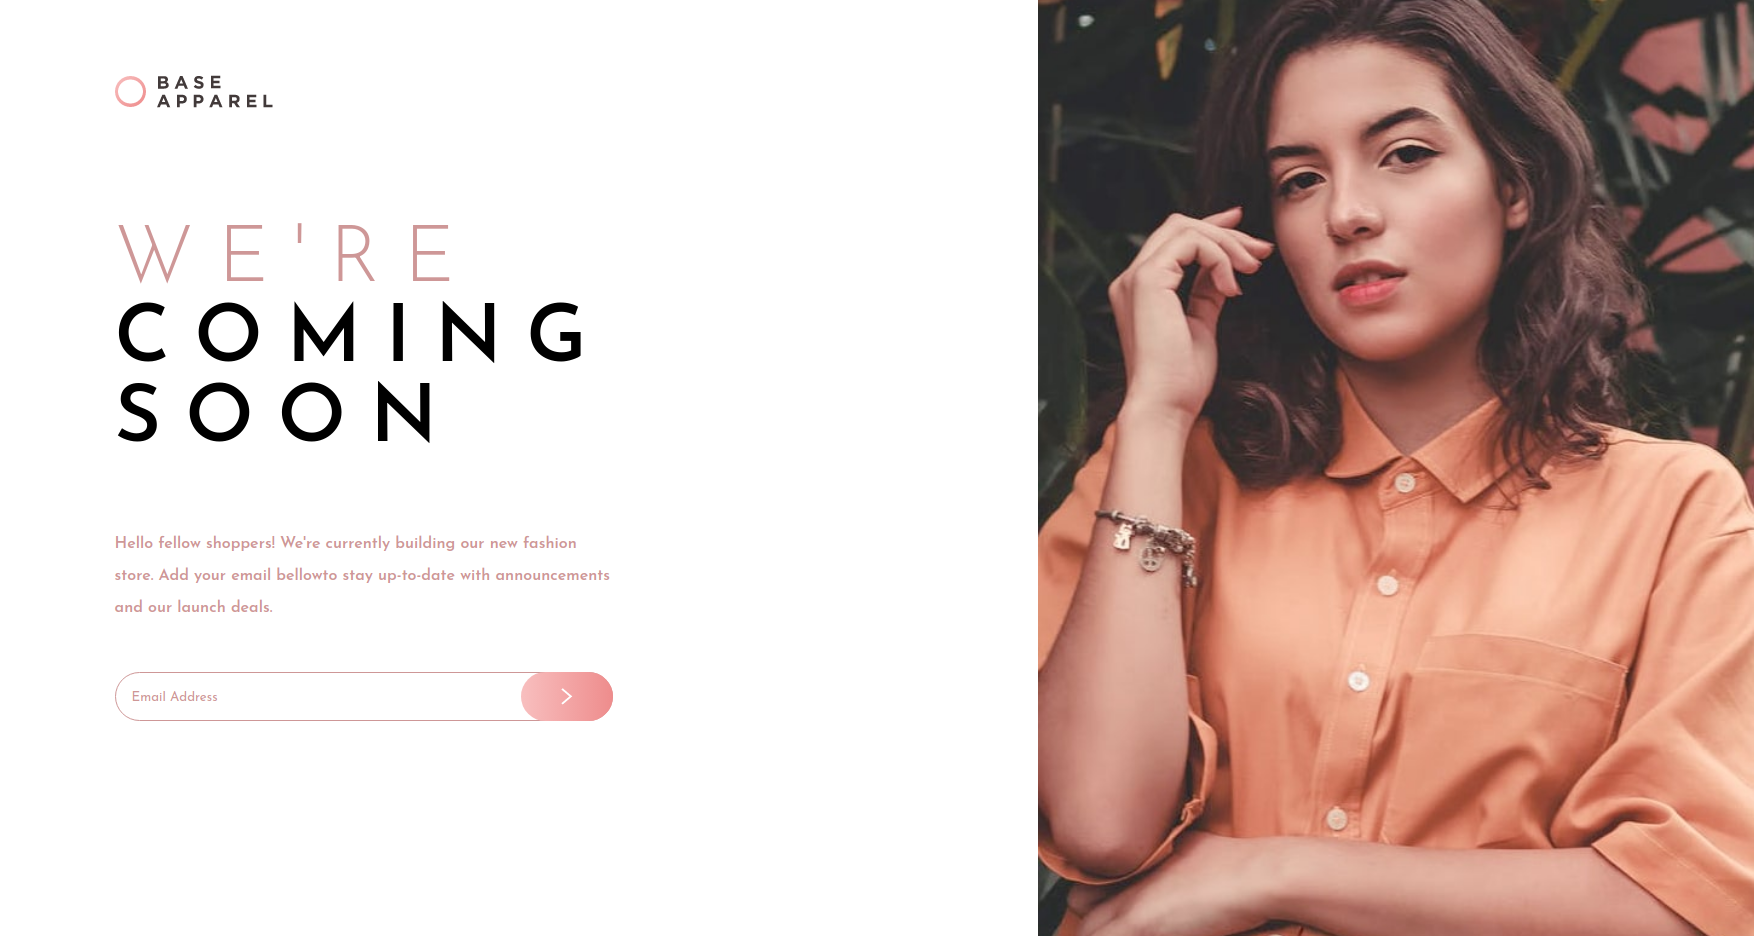 BASE
APPAREL
WE'RE
COMING
SOON
Hello fellow shoppers! We're currently building our new fashion
store. Add your email bellowto stay up-to-date with announcements
and our launch deals.
Email Address